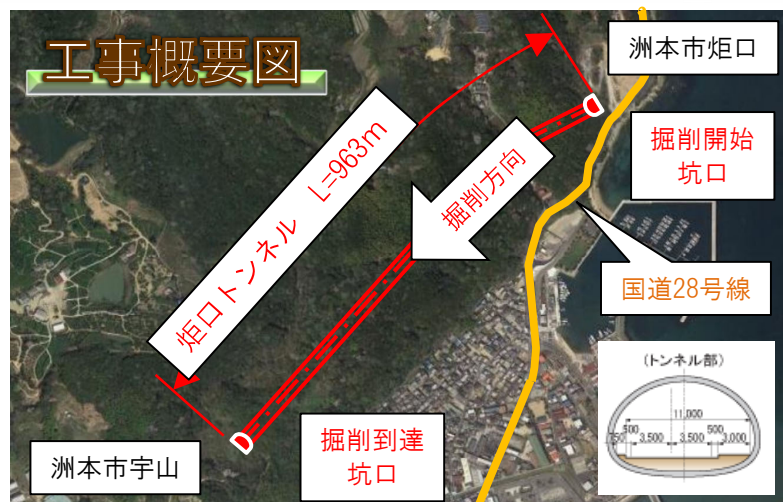 工事概要図
洲本市炬口
掘削開始
坑口
掘削方向
炬口トンネル L=963m
国道28号線
(トンネル部)
11,000
500
500
750
3,500
3,500
3,000
掘削到達
坑口
洲本市宇山